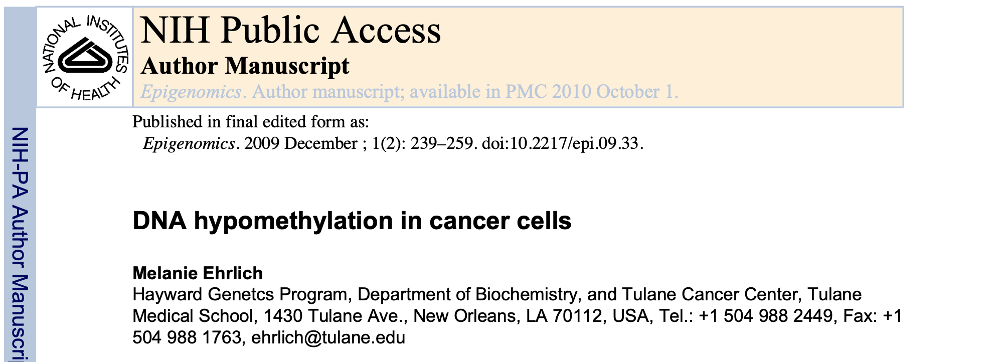 NATIONAL INSTITUTES OF HEALTH
NIH Public Access
Author Manuscript
Epigenomics. Author manuscript; available in PMC 2010 October 1.
Published in final edited form as:
Epigenomics. 2009 December ; 1(2): 239–259. doi:10.2217/epi.09.33.
DNA hypomethylation in cancer cells
Melanie Ehrlich
Hayward Genetcs Program, Department of Biochemistry, and Tulane Cancer Center, Tulane
Medical School, 1430 Tulane Ave., New Orleans, LA 70112, USA, Tel.: +1 504 988 2449, Fax: +1
504 988 1763, ehrlich@tulane.edu
NIH-PA Author Manuscri